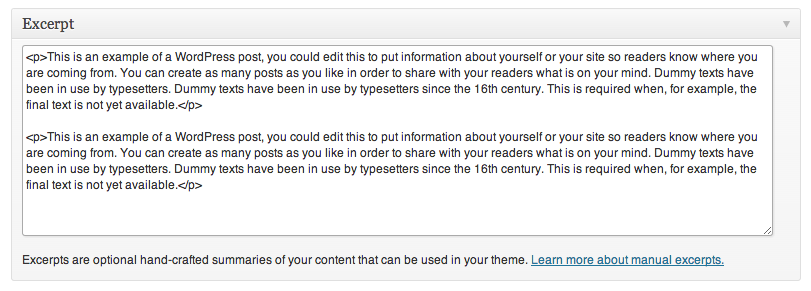 Excerpt
<p>This is an example of a WordPress post, you could edit this to put information about yourself or your site so readers know where you
are coming from. You can create as many posts as you like in order to share with your readers what is on your mind. Dummy texts have
been in use by typesetters. Dummy texts have been in use by typesetters since the 16th century. This is required when, for example, the
final text is not yet available.</p>
<p>This is an example of a WordPress post, you could edit this to put information about yourself or your site so readers know where you
are coming from. You can create as many posts as you like in order to share with your readers what is on your mind. Dummy texts have
been in use by typesetters. Dummy texts have been in use by typesetters since the 16th century. This is required when, for example, the
final text is not yet available.</p>
Excerpts are optional hand-crafted summaries of your content that can be used in your theme. Learn more about manual excerpts.